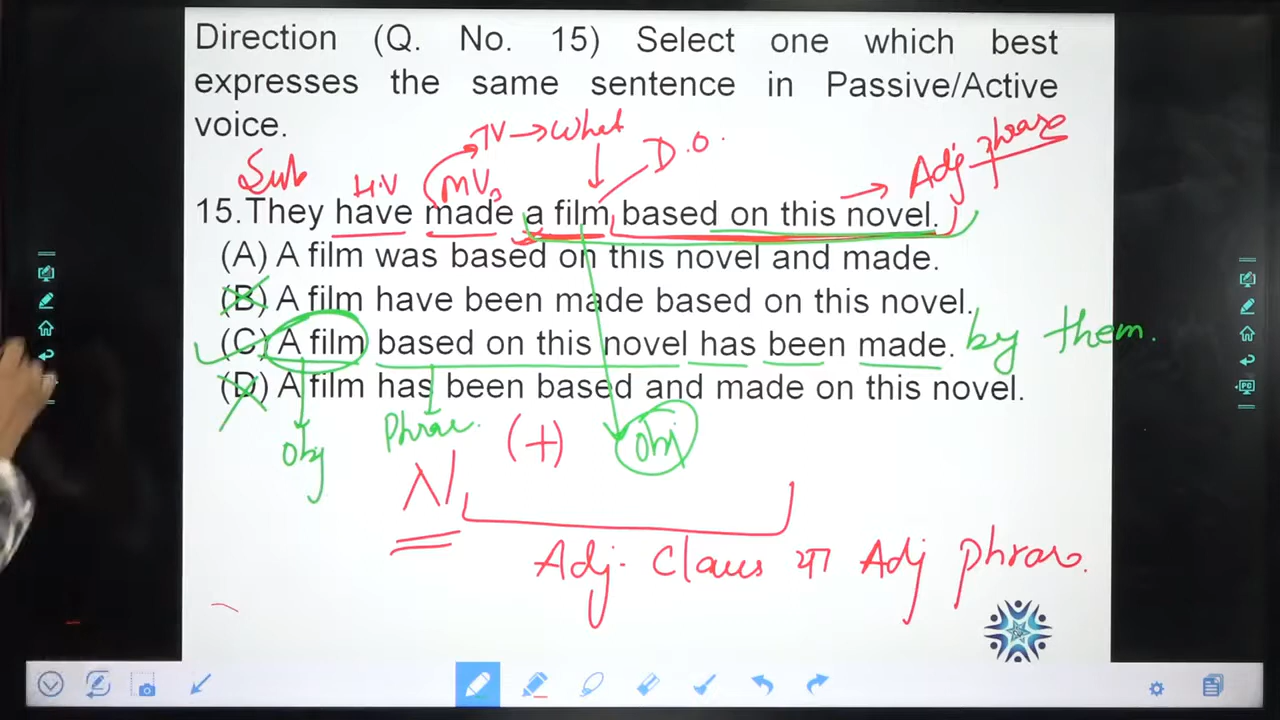 Direction (Q. No. 15) Select one which best
expresses the same sentence in Passive/Active
voice.
TV → What
D.O.
Adj phrase
Sub
H.V
MV3
15.They have made a film based on this novel.
(A) A film was based on this novel and made.
(B) A film have been made based on this novel.
(C) A film based on this novel has been made. by them.
(D) A film has been based and made on this novel.
Obj
Phrae.
(+)
Obj
N
Adj. Claus या Adj phrase.
PC